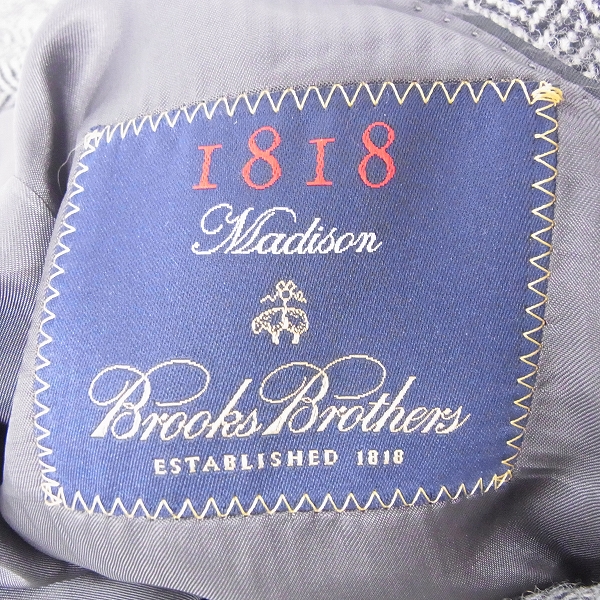 1818
Madison
Brooks Brothers
ESTABLISHED 1818